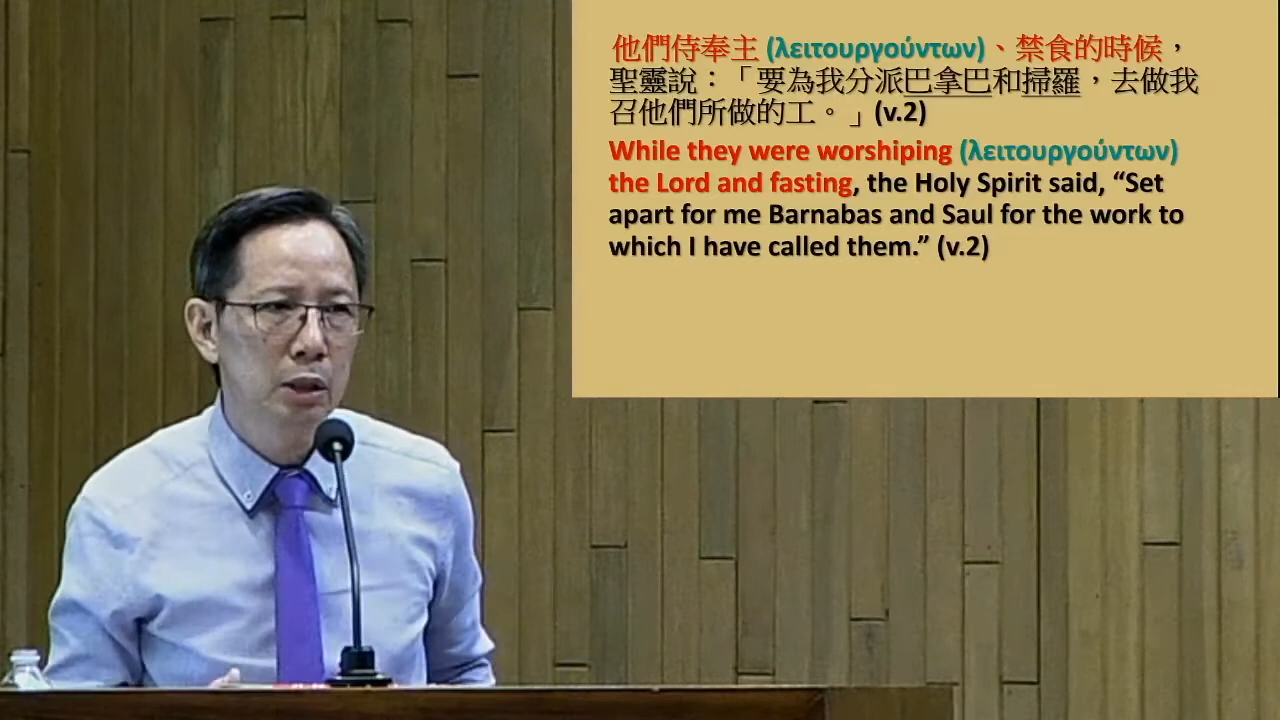 他們侍奉主 (λειτουργούντων)、禁食的時候，
聖靈說：「要為我分派巴拿巴和掃羅，去做我
召他們所做的工。」(v.2)
While they were worshiping (λειτουργούντων)
the Lord and fasting, the Holy Spirit said, “Set
apart for me Barnabas and Saul for the work to
which I have called them.” (v.2)